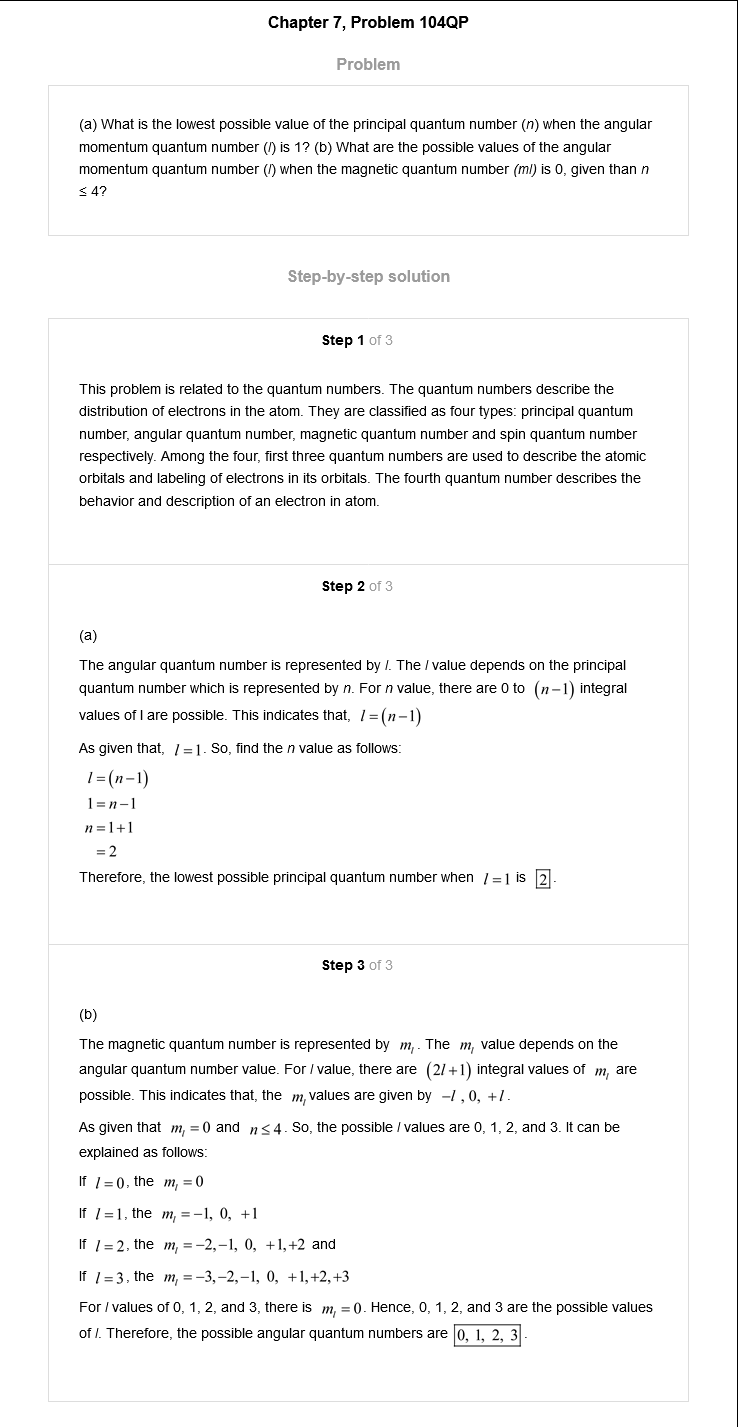 Chapter 7, Problem 104QP
Problem
(a) What is the lowest possible value of the principal quantum number (n) when the angular
momentum quantum number (l) is 1? (b) What are the possible values of the angular
momentum quantum number (l) when the magnetic quantum number (ml) is 0, given than n
≤ 4?
Step-by-step solution
Step 1 of 3
This problem is related to the quantum numbers. The quantum numbers describe the
distribution of electrons in the atom. They are classified as four types: principal quantum
number, angular quantum number, magnetic quantum number and spin quantum number
respectively. Among the four, first three quantum numbers are used to describe the atomic
orbitals and labeling of electrons in its orbitals. The fourth quantum number describes the
behavior and description of an electron in atom.
Step 2 of 3
(a)
The angular quantum number is represented by l. The l value depends on the principal
quantum number which is represented by n. For n value, there are 0 to (n−1) integral
values of l are possible. This indicates that, l=(n−1)
As given that, l=1. So, find the n value as follows:
l=(n−1)
1=n−1
n=1+1
=2
Therefore, the lowest possible principal quantum number when l=1 is 2.
Step 3 of 3
(b)
The magnetic quantum number is represented by mₗ. The mₗ value depends on the
angular quantum number value. For l value, there are (2l+1) integral values of mₗ are
possible. This indicates that, the mₗ values are given by −l, 0, +l.
As given that mₗ=0 and n≤4. So, the possible l values are 0, 1, 2, and 3. It can be
explained as follows:
If l=0, the mₗ=0
If l=1, the mₗ=−1, 0, +1
If l=2, the mₗ=−2,−1, 0, +1,+2 and
If l=3, the mₗ=−3,−2,−1, 0, +1,+2,+3
For l values of 0, 1, 2, and 3, there is mₗ=0. Hence, 0, 1, 2, and 3 are the possible values
of l. Therefore, the possible angular quantum numbers are 0, 1, 2, 3.